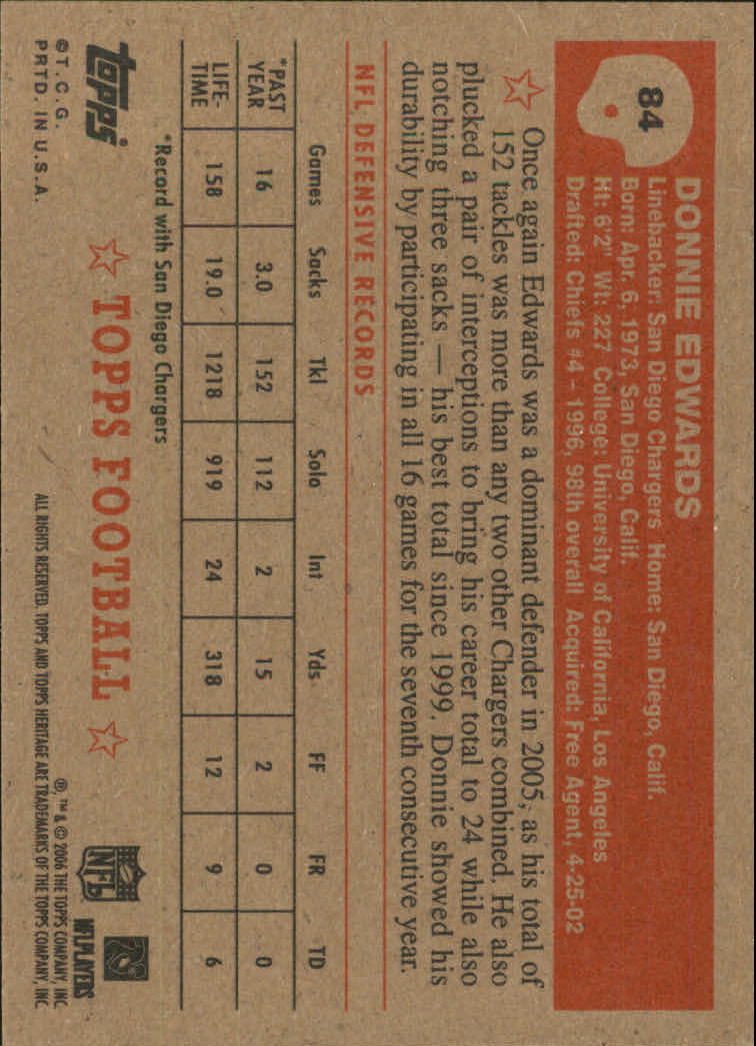 84
DONNIE EDWARDS
Linebacker: San Diego Chargers Home: San Diego, Calif.
Born: Apr. 6, 1973, San Diego, Calif.
Ht: 6'2" Wt: 227 College: University of California, Los Angeles
Drafted: Chiefs #4 - 1996, 98th overall Acquired: Free Agent, 4-25-02
Once again Edwards was a dominant defender in 2005, as his total of
152 tackles was more than any two other Chargers combined. He also
plucked a pair of interceptions to bring his career total to 24 while also
notching three sacks — his best total since 1999. Donnie showed his
durability by participating in all 16 games for the seventh consecutive year.
NFL DEFENSIVE RECORDS
Games Sacks Tkl Solo Int Yds FF FR TD
*PAST YEAR 16 3.0 152 112 2 15 2 0 0
LIFE-TIME 158 19.0 1218 919 24 318 12 9 6
*Record with San Diego Chargers
topps
TOPPS FOOTBALL
NFL
NFLPLAYERS
© T. C. G.
PRTD. IN U. S. A.
®, ™ & © 2006 THE TOPPS COMPANY, INC
ALL RIGHTS RESERVED. TOPPS AND TOPPS HERITAGE ARE TRADEMARKS OF THE TOPPS COMPANY, INC